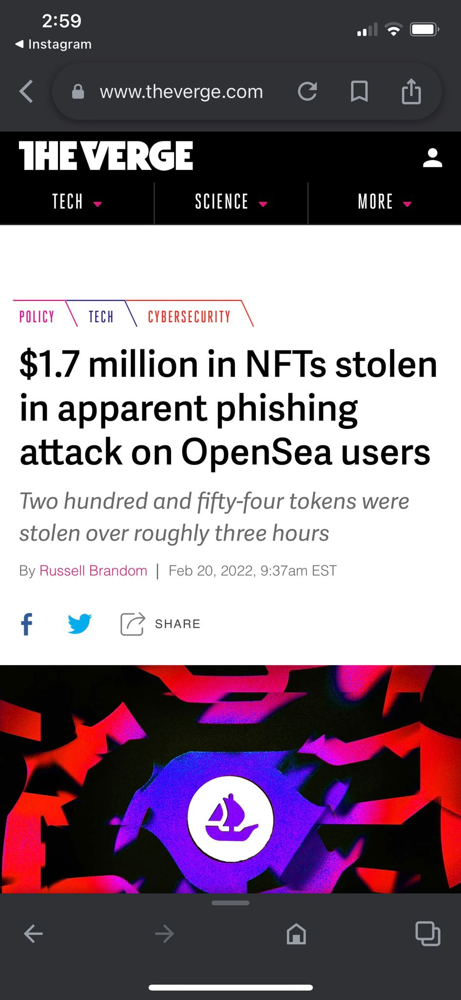 2:59
Instagram
www.theverge.com
THE VERGE
TECH
SCIENCE
MORE
POLICY
TECH
CYBERSECURITY
$1.7 million in NFTs stolen
in apparent phishing
attack on OpenSea users
Two hundred and fifty-four tokens were
stolen over roughly three hours
By Russell Brandom | Feb 20, 2022, 9:37am EST
SHARE